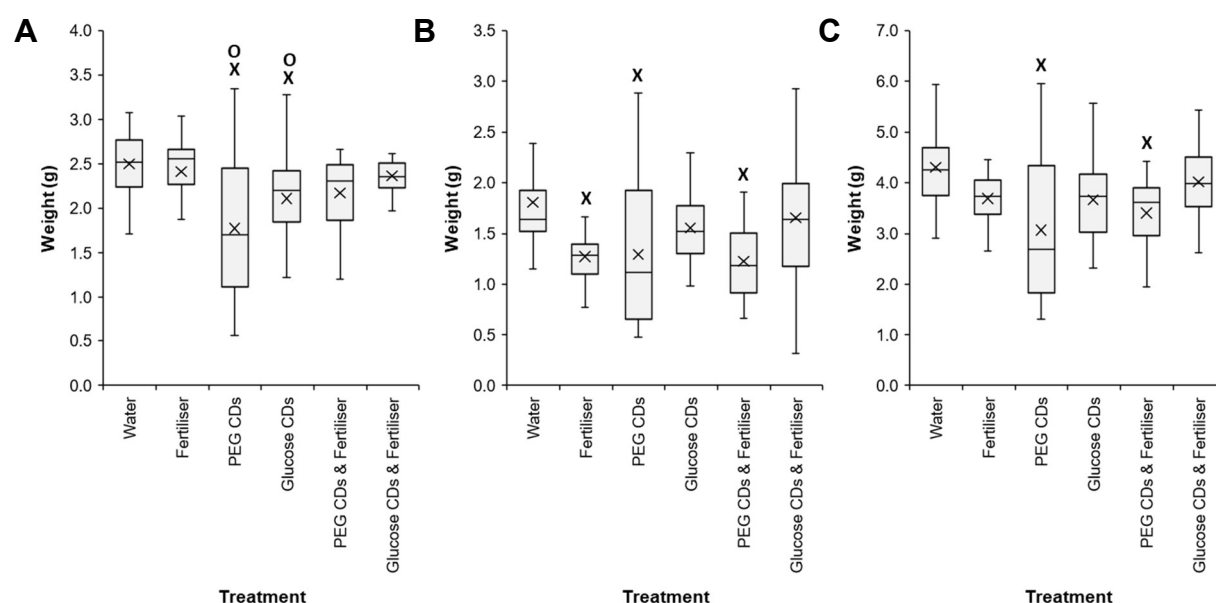 A
Weight (g)
4.0
3.5
3.0
2.5
2.0
1.5
1.0
0.5
0.0
O
X
O
X
Water
Fertiliser
PEG CDs
Glucose CDs
PEG CDs & Fertiliser
Glucose CDs & Fertiliser
Treatment
B
Weight (g)
3.5
3.0
2.5
2.0
1.5
1.0
0.5
0.0
X
X
X
Water
Fertiliser
PEG CDs
Glucose CDs
PEG CDs & Fertiliser
Glucose CDs & Fertiliser
Treatment
C
Weight (g)
7.0
6.0
5.0
4.0
3.0
2.0
1.0
0.0
X
X
Water
Fertiliser
PEG CDs
Glucose CDs
PEG CDs & Fertiliser
Glucose CDs & Fertiliser
Treatment